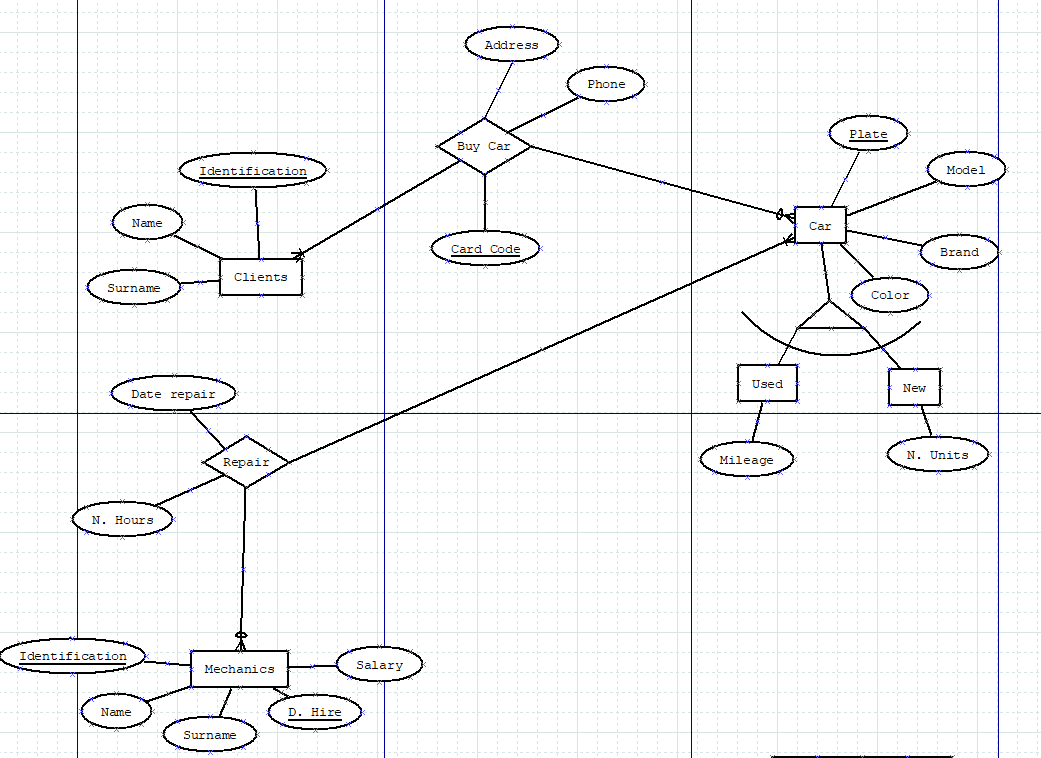 Address
Phone
Plate
Buy Car
Model
Identification
Name
Car
Card Code
Brand
Clients
Surname
Color
Used
New
Date repair
Mileage
N. Units
Repair
N. Hours
Identification
Salary
Mechanics
Name
D. Hire
Surname